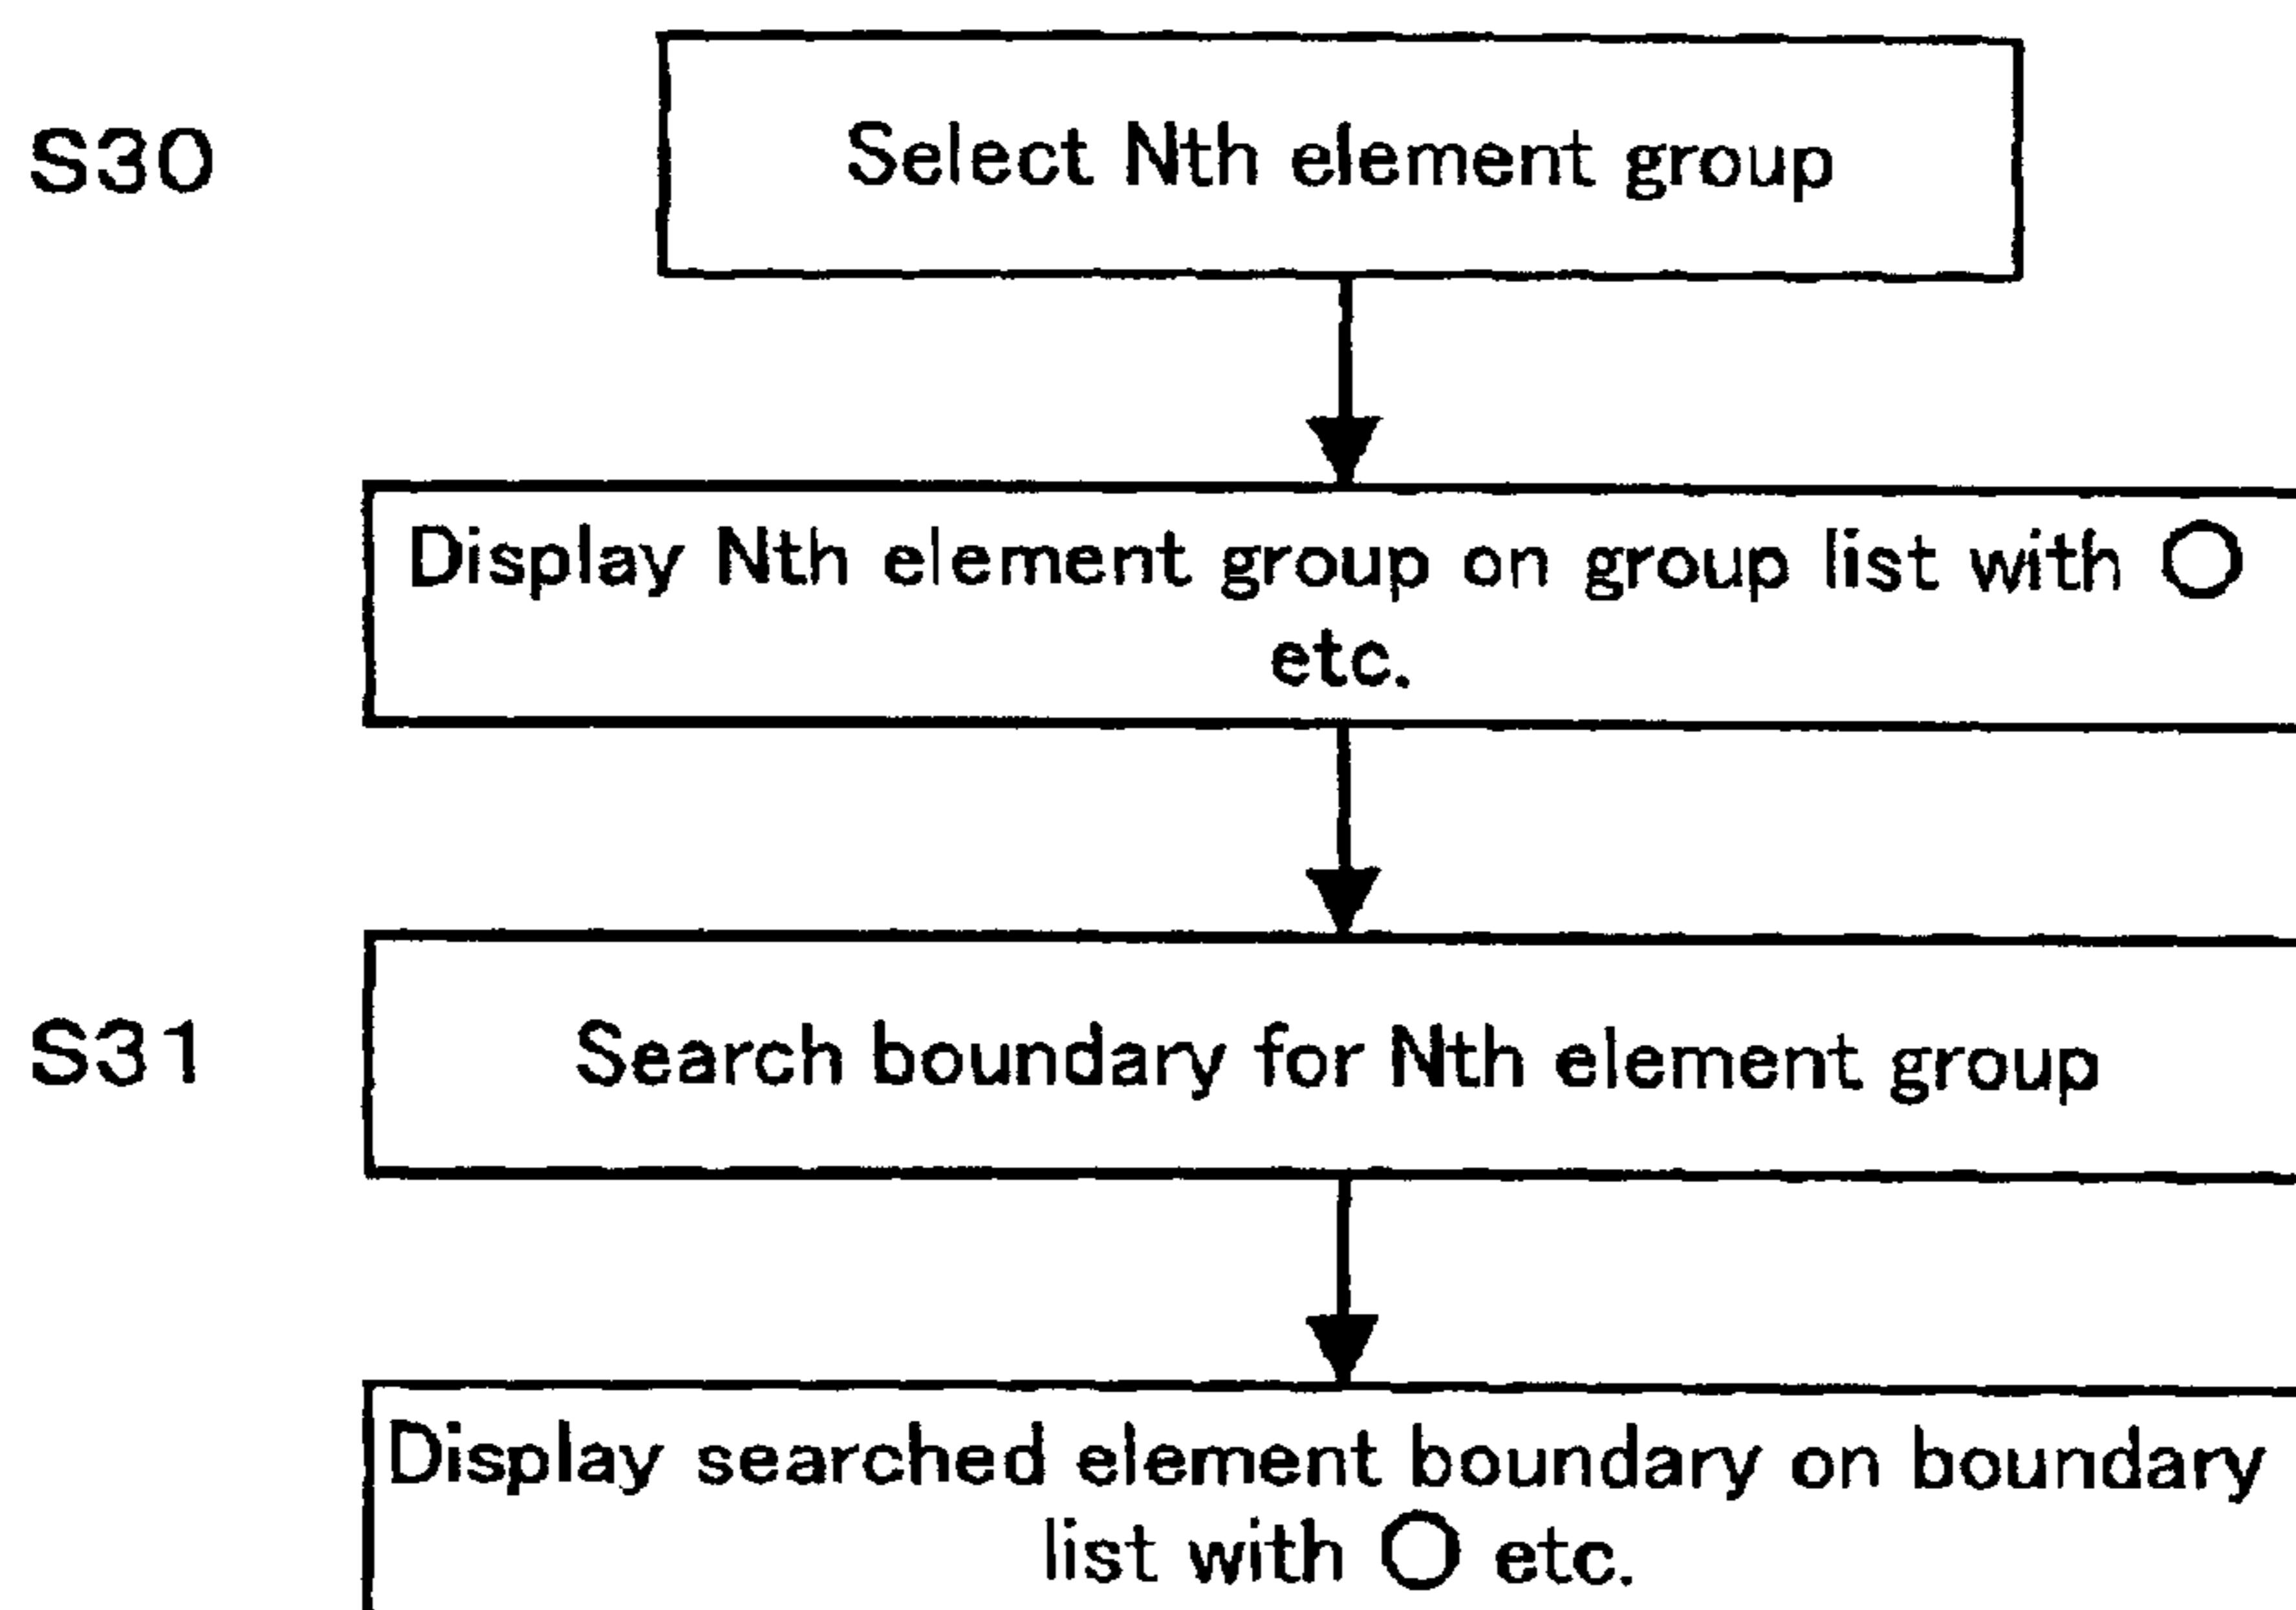 S30
Select Nth element group
Display Nth element group on group list with ○
etc.
S31
Search boundary for Nth element group
Display searched element boundary on boundary
list with ○ etc.